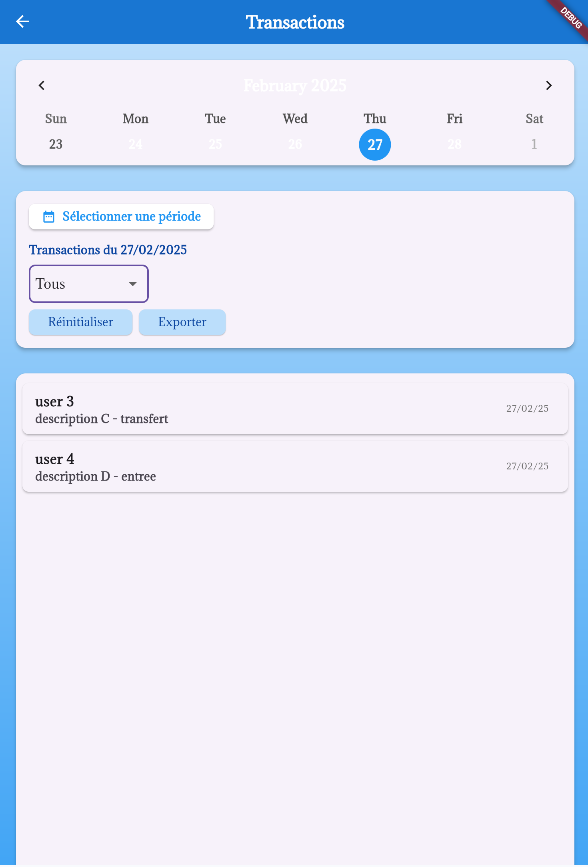 Transactions
DEBUG
February 2025
Sun Mon Tue Wed Thu Fri Sat
23 24 25 26 27 28 1
Sélectionner une période
Transactions du 27/02/2025
Tous
Réinitialiser Exporter
user 3
description C - transfert
27/02/25
user 4
description D - entree
27/02/25